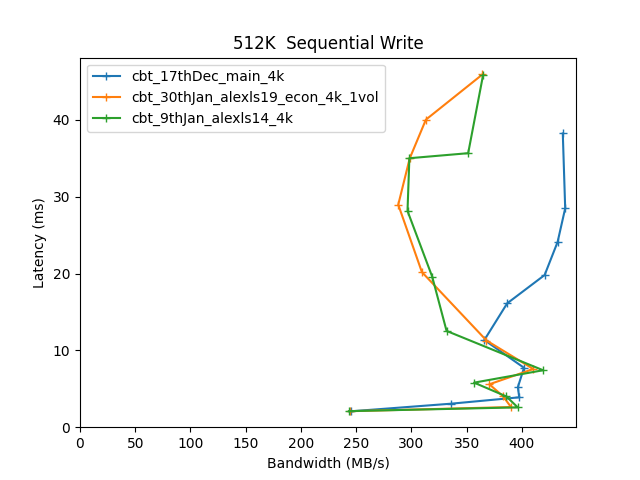 512K  Sequential Write
cbt_17thDec_main_4k
cbt_30thJan_alexls19_econ_4k_1vol
cbt_9thJan_alexls14_4k
Latency (ms)
40
30
20
10
0
0 50 100 150 200 250 300 350 400
Bandwidth (MB/s)